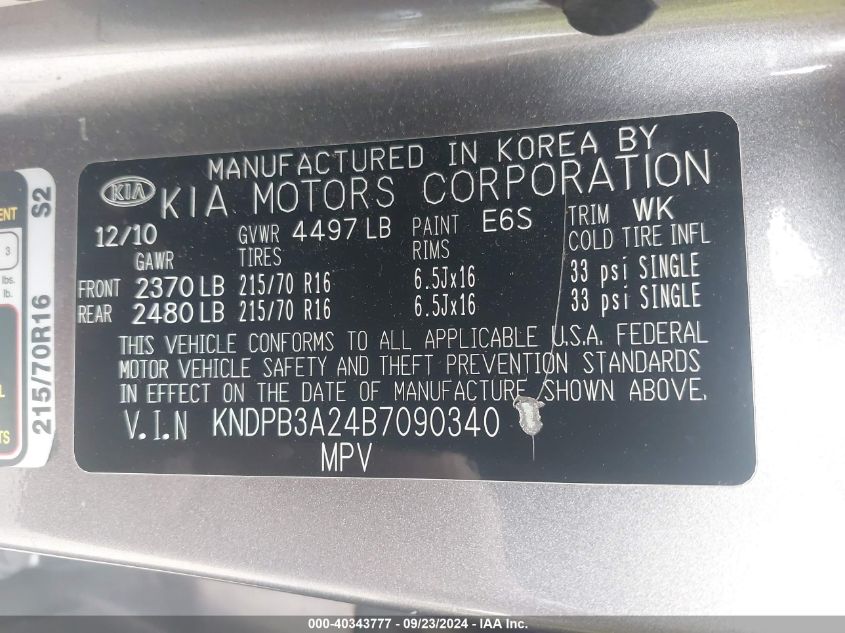 MANUFACTURED IN KOREA BY
KIA KIA MOTORS CORPORATION
12/10 GVWR 4497 LB PAINT E6S TRIM WK
GAWR TIRES RIMS COLD TIRE INFL
FRONT 2370 LB 215/70 R16 6.5Jx16 33 psi SINGLE
REAR 2480 LB 215/70 R16 6.5Jx16 33 psi SINGLE
THIS VEHICLE CONFORMS TO ALL APPLICABLE U.S.A. FEDERAL
MOTOR VEHICLE SAFETY AND THEFT PREVENTION STANDARDS
IN EFFECT ON THE DATE OF MANUFACTURE SHOWN ABOVE.
V.I.N KNDPB3A24B7090340
MPV
215/70R16 S2
3
lbs.
lb.
000-40343777 - 09/23/2024 - IAA Inc.